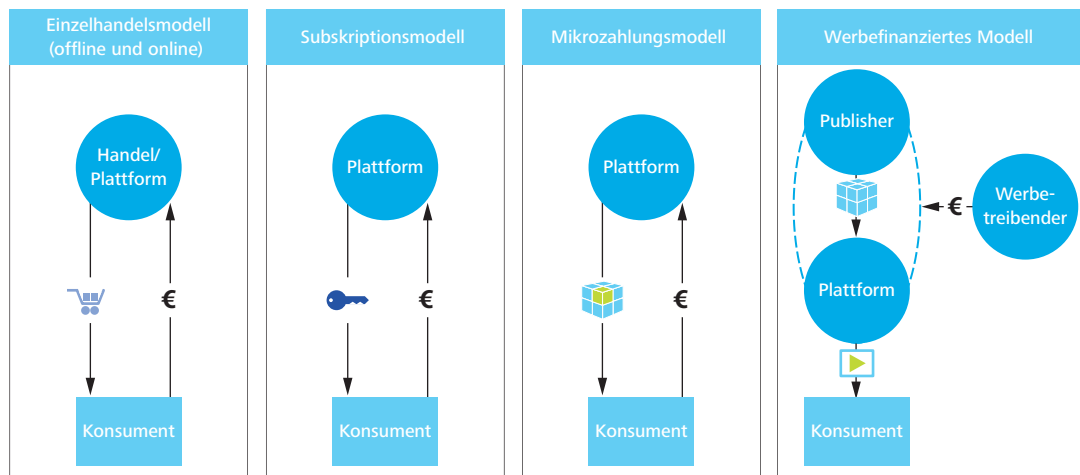 Einzelhandelsmodell
(offline und online)
Handel/
Plattform
€
Konsument
Subskriptionsmodell
Plattform
€
Konsument
Mikrozahlungsmodell
Plattform
€
Konsument
Werbefinanziertes Modell
Publisher
€
Werbe-
treibender
Plattform
Konsument